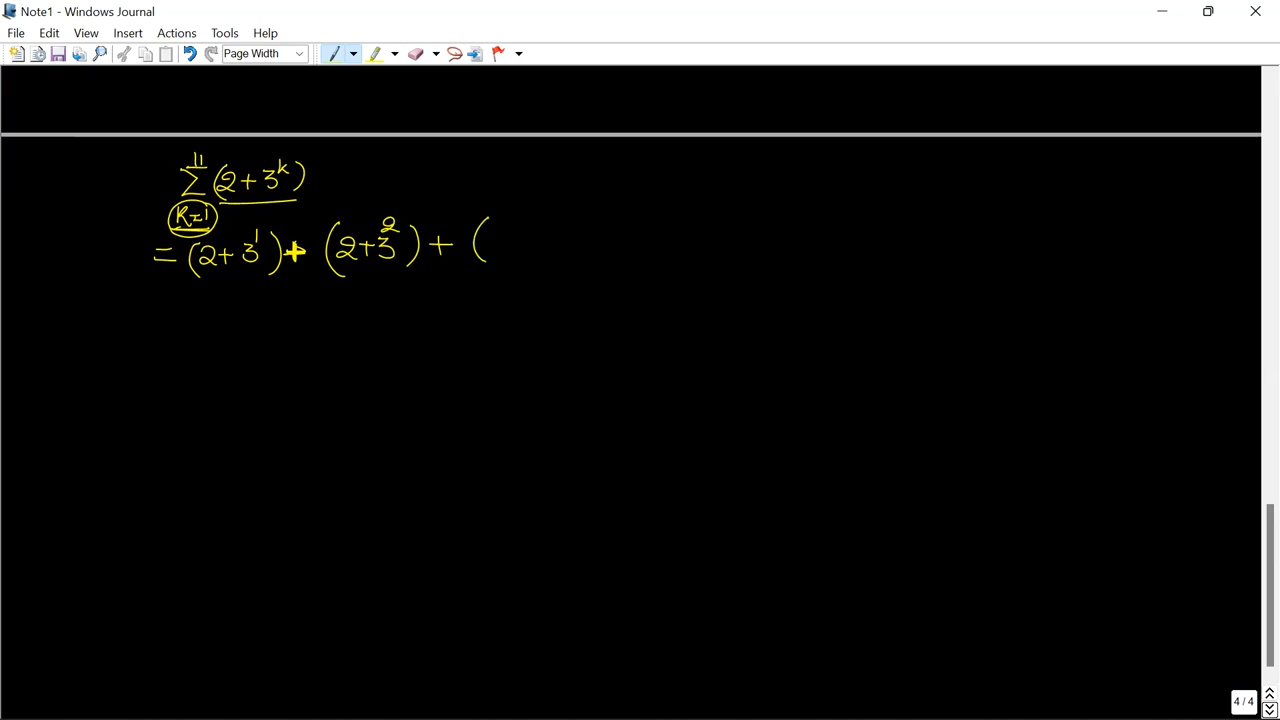 Note1 - Windows Journal
File Edit View Insert Actions Tools Help
Page Width
11
∑ (2+3^k)
k=1
= (2+3^1) + (2+3^2) + (
4 / 4